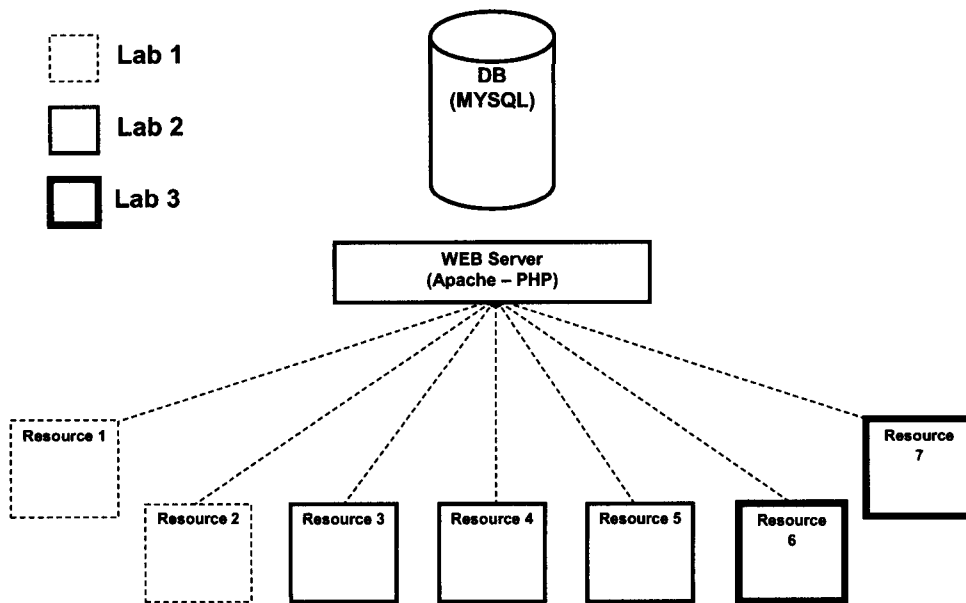 Lab 1
Lab 2
Lab 3
DB
(MYSQL)
WEB Server
(Apache – PHP)
Resource 1
Resource 2
Resource 3
Resource 4
Resource 5
Resource
6
Resource
7